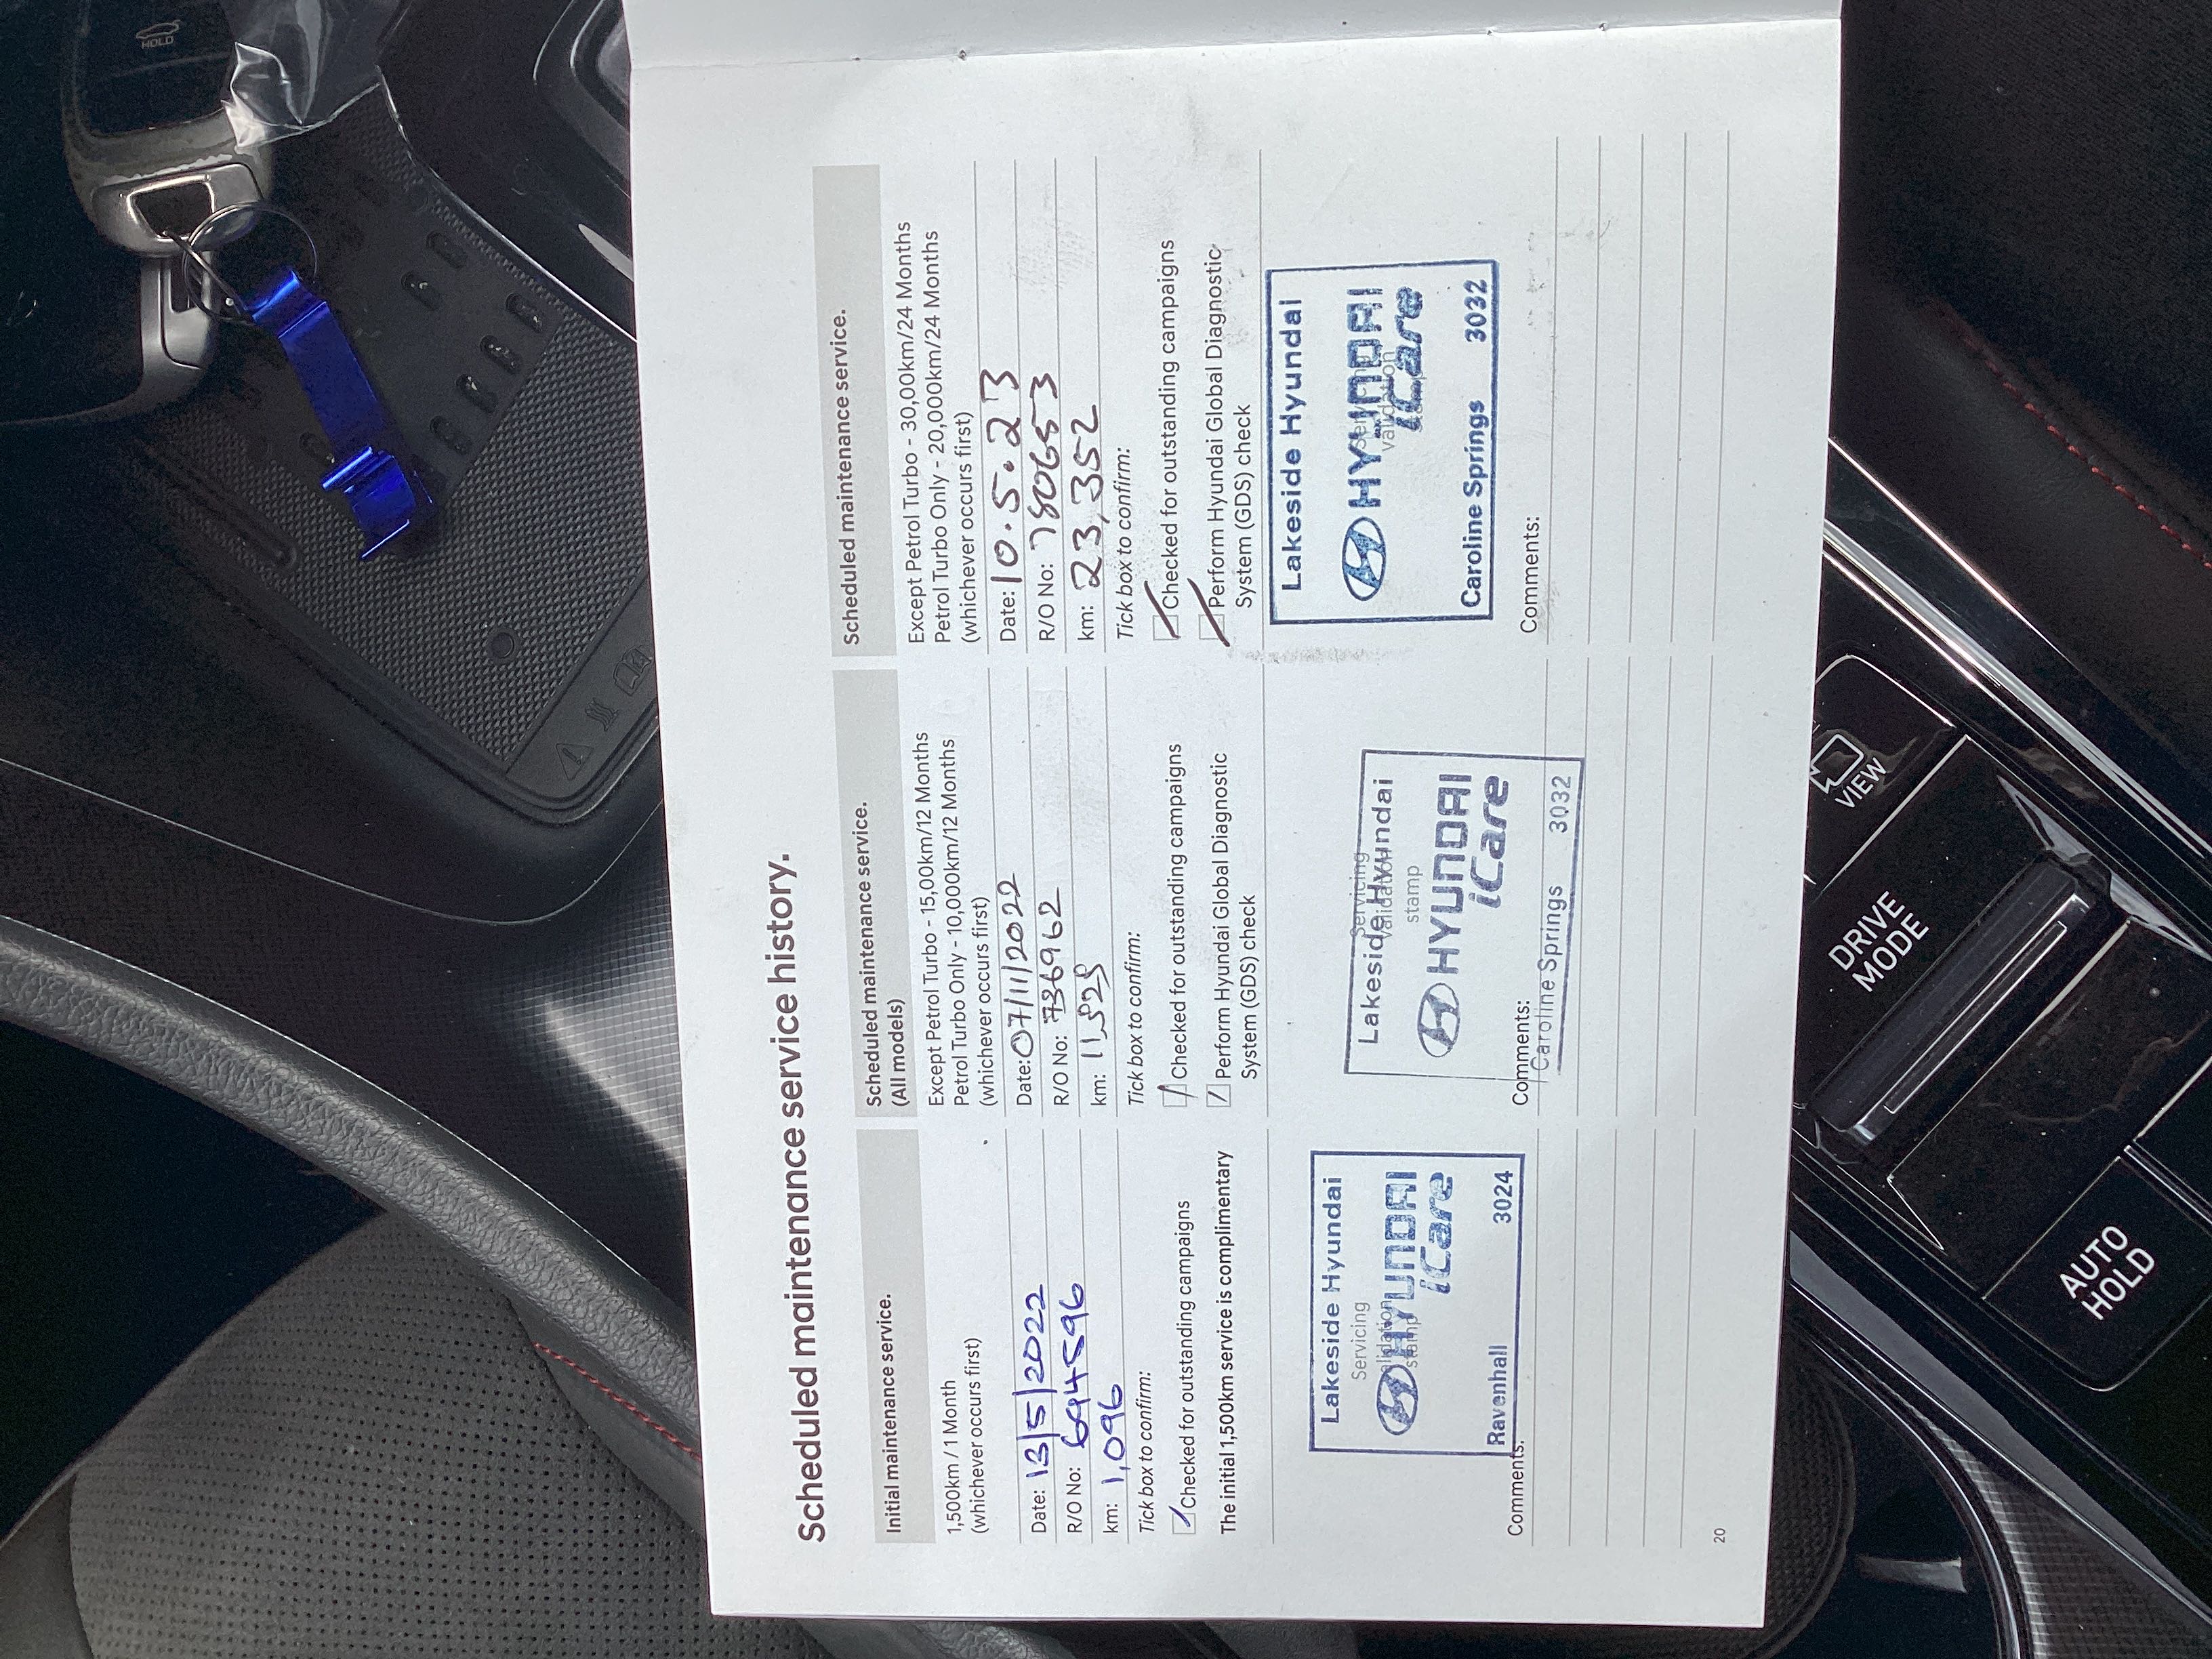 Scheduled maintenance service history.
Initial maintenance service.
1,500km / 1 Month
(whichever occurs first)
Date: 13/5/2022
R/O No: 694596
km: 1,096
Tick box to confirm:
Checked for outstanding campaigns
The initial 1,500km service is complimentary
Lakeside Hyundai
Servicing
validation
stamp
HYUNDAI
iCare
Ravenhall 3024
Comments:
20
Scheduled maintenance service.
(All models)
Except Petrol Turbo - 15,00km/12 Months
Petrol Turbo Only - 10,000km/12 Months
(whichever occurs first)
Date: 07/11/2022
R/O No: 736962
km: 11,525
Tick box to confirm:
Checked for outstanding campaigns
Perform Hyundai Global Diagnostic
System (GDS) check
Servicing
validation
Lakeside Hyundai
stamp
HYUNDAI
iCare
Caroline Springs 3032
Comments:
Scheduled maintenance service.
Except Petrol Turbo - 30,00km/24 Months
Petrol Turbo Only - 20,000km/24 Months
(whichever occurs first)
Date: 10.5.23
R/O No: 780653
km: 23,352
Tick box to confirm:
Checked for outstanding campaigns
Perform Hyundai Global Diagnostic
System (GDS) check
Lakeside Hyundai
Servicing
validation
HYUNDAI
iCare
Caroline Springs 3032
Comments:
HOLD
VIEW
DRIVE
MODE
AUTO
HOLD